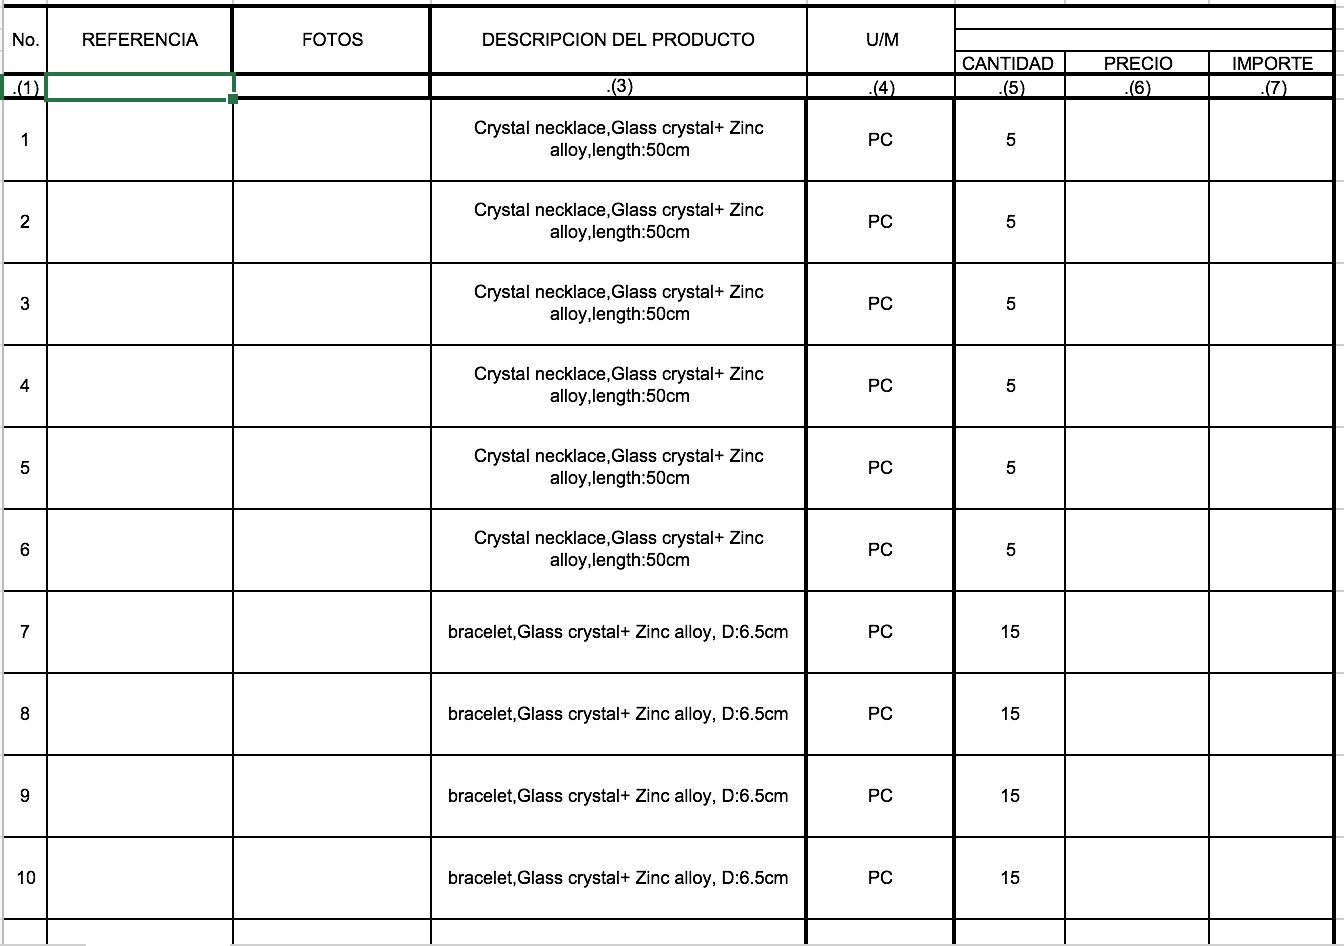 No. REFERENCIA FOTOS DESCRIPCION DEL PRODUCTO U/M
CANTIDAD PRECIO IMPORTE
.(1) .(3) .(4) .(5) .(6) .(7)
1 Crystal necklace,Glass crystal+ Zinc
alloy,length:50cm PC 5
2 Crystal necklace,Glass crystal+ Zinc
alloy,length:50cm PC 5
3 Crystal necklace,Glass crystal+ Zinc
alloy,length:50cm PC 5
4 Crystal necklace,Glass crystal+ Zinc
alloy,length:50cm PC 5
5 Crystal necklace,Glass crystal+ Zinc
alloy,length:50cm PC 5
6 Crystal necklace,Glass crystal+ Zinc
alloy,length:50cm PC 5
7 bracelet,Glass crystal+ Zinc alloy, D:6.5cm PC 15
8 bracelet,Glass crystal+ Zinc alloy, D:6.5cm PC 15
9 bracelet,Glass crystal+ Zinc alloy, D:6.5cm PC 15
10 bracelet,Glass crystal+ Zinc alloy, D:6.5cm PC 15